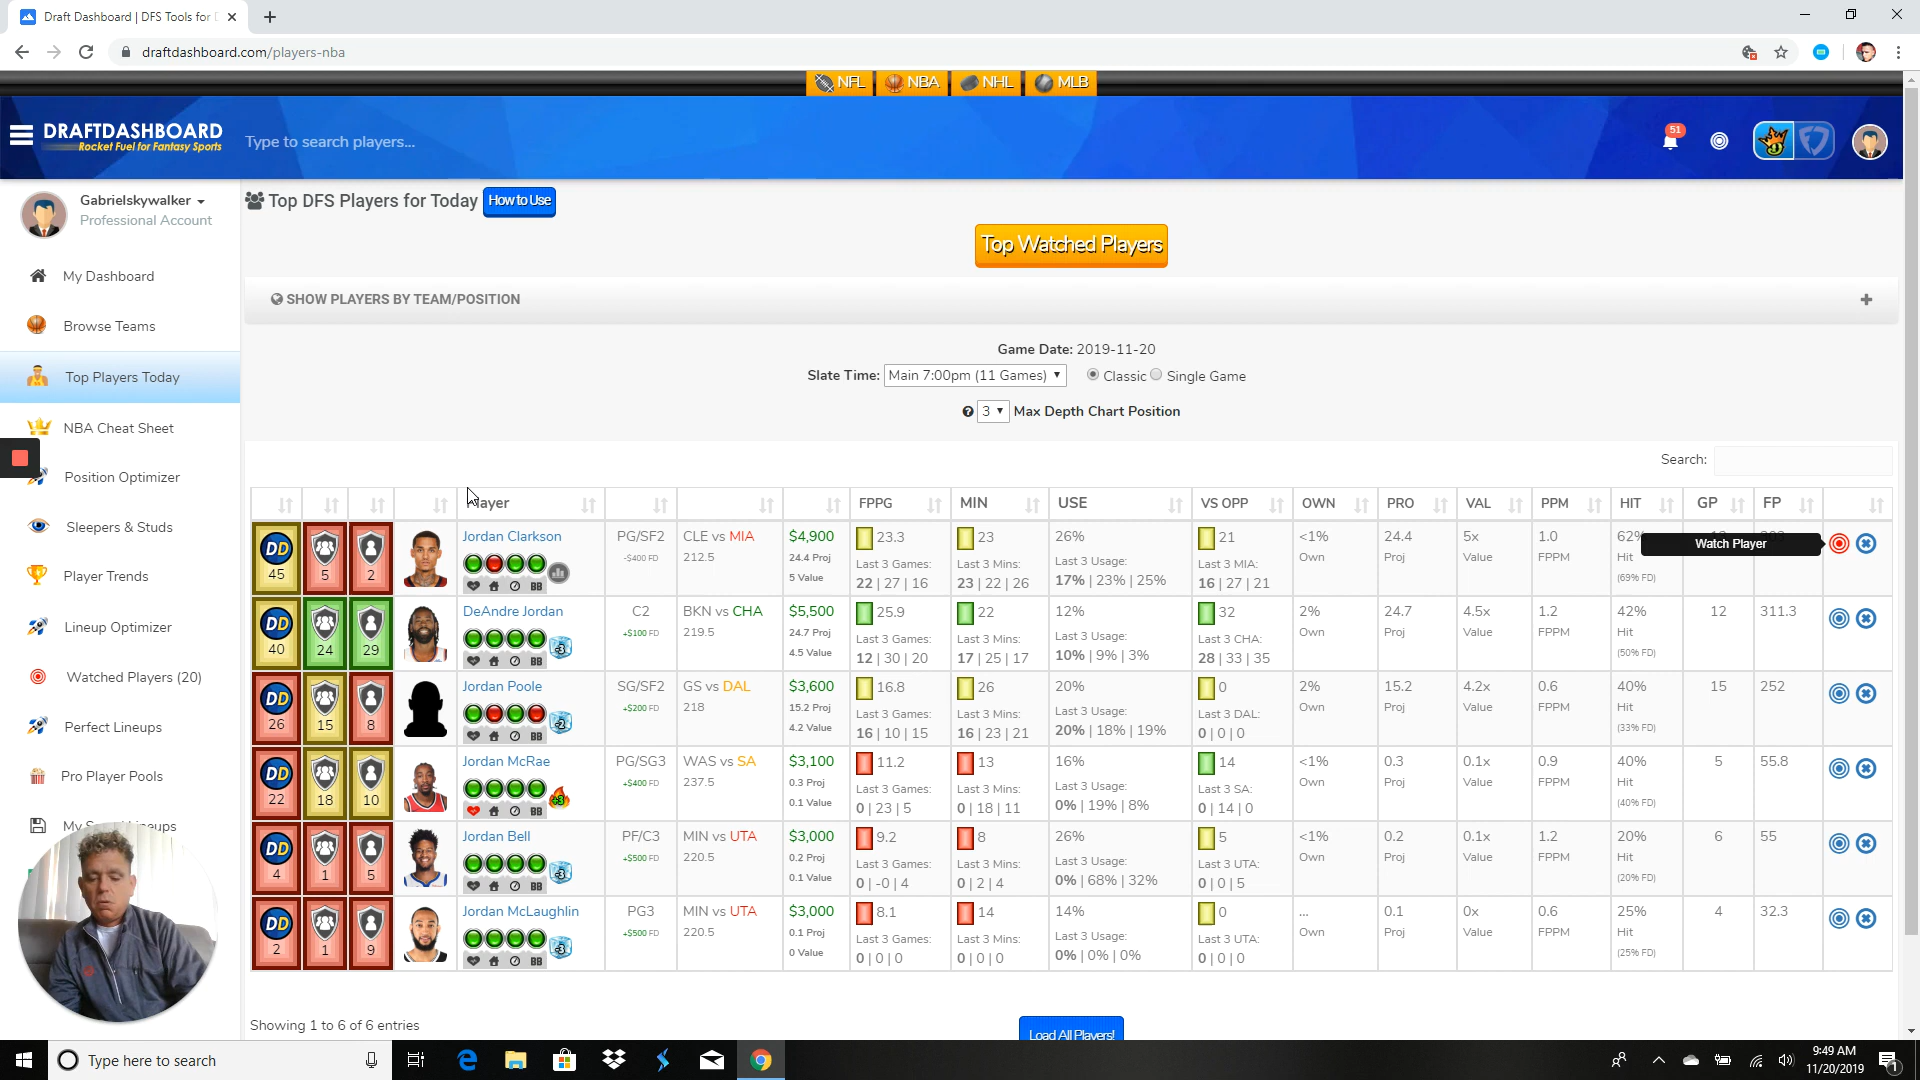 Draft Dashboard | DFS Tools for D
draftdashboard.com/players-nba
NFL NBA NHL MLB
DRAFTDASHBOARD
Rocket Fuel for Fantasy Sports
Type to search players...
51
Gabrielskywalker
Professional Account
My Dashboard
Browse Teams
Top Players Today
NBA Cheat Sheet
Position Optimizer
Sleepers & Studs
Player Trends
Lineup Optimizer
Watched Players (20)
Perfect Lineups
Pro Player Pools
Top DFS Players for Today How to Use
Top Watched Players
SHOW PLAYERS BY TEAM/POSITION
Game Date: 2019-11-20
Slate Time: Main 7:00pm (11 Games) Classic Single Game
3 Max Depth Chart Position
Search:
Player FPPG MIN USE VS OPP OWN PRO VAL PPM HIT GP FP
Jordan Clarkson PG/SF2 CLE vs MIA $4,900 23.3 23 26% 21 <1% 24.4 5x 1.0 62%
Watch Player
DD -$400 FD 212.5 24.4 Proj Last 3 Games: Last 3 Mins: Last 3 Usage: Last 3 MIA: Own Proj Value FPPM Hit
45 5 2 BB 5 Value 22 | 27 | 16 23 | 22 | 26 17% | 23% | 25% 16 | 27 | 21 (69% FD)
DeAndre Jordan C2 BKN vs CHA $5,500 25.9 22 12% 32 2% 24.7 4.5x 1.2 42% 12 311.3
DD +$100 FD 219.5 24.7 Proj Last 3 Games: Last 3 Mins: Last 3 Usage: Last 3 CHA: Own Proj Value FPPM Hit
40 24 29 BB -3 4.5 Value 12 | 30 | 20 17 | 25 | 17 10% | 9% | 3% 28 | 33 | 35 (50% FD)
Jordan Poole SG/SF2 GS vs DAL $3,600 16.8 26 20% 0 2% 15.2 4.2x 0.6 40% 15 252
DD +$200 FD 218 15.2 Proj Last 3 Games: Last 3 Mins: Last 3 Usage: Last 3 DAL: Own Proj Value FPPM Hit
26 15 8 BB -2 4.2 Value 16 | 10 | 15 16 | 23 | 21 20% | 18% | 19% 0 | 0 | 0 (33% FD)
Jordan McRae PG/SG3 WAS vs SA $3,100 11.2 13 16% 14 <1% 0.3 0.1x 0.9 40% 5 55.8
DD +$400 FD 237.5 0.3 Proj Last 3 Games: Last 3 Mins: Last 3 Usage: Last 3 SA: Own Proj Value FPPM Hit
22 18 10 BB +3 0.1 Value 0 | 23 | 5 0 | 18 | 11 0% | 19% | 8% 0 | 14 | 0 (40% FD)
Jordan Bell PF/C3 MIN vs UTA $3,000 9.2 8 26% 5 <1% 0.2 0.1x 1.2 20% 6 55
DD +$500 FD 220.5 0.2 Proj Last 3 Games: Last 3 Mins: Last 3 Usage: Last 3 UTA: Own Proj Value FPPM Hit
4 1 5 BB -3 0.1 Value 0 | -0 | 4 0 | 2 | 4 0% | 68% | 32% 0 | 0 | 5 (20% FD)
Jordan McLaughlin PG3 MIN vs UTA $3,000 8.1 14 14% 0 ... 0.1 0x 0.6 25% 4 32.3
DD +$500 FD 220.5 0.1 Proj Last 3 Games: Last 3 Mins: Last 3 Usage: Last 3 UTA: Own Proj Value FPPM Hit
2 1 9 BB -3 0 Value 0 | 0 | 0 0 | 0 | 0 0% | 0% | 0% 0 | 0 | 0 (25% FD)
Showing 1 to 6 of 6 entries
Load All Players!
Type here to search
9:49 AM
11/20/2019
1